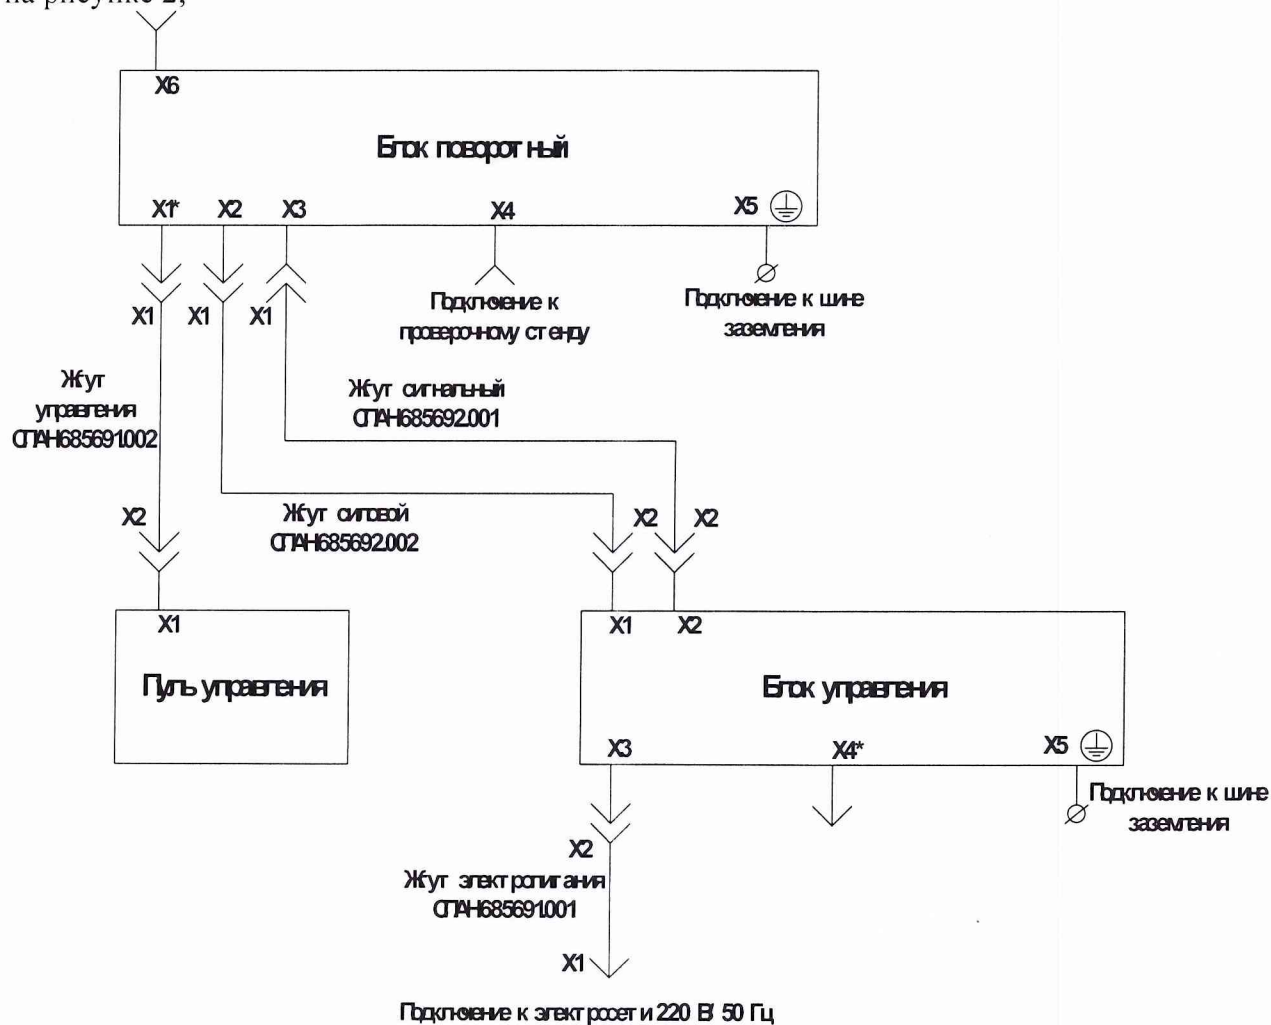 на рисунке 2,
X6
Блок поворотный
X1* X2 X3 X4 X5
X1 X1 X1
Подключение к
проверочному стенду
Подключение к шине
заземления
Жгут
управления
СПАН685691.002
Жгут сигнальный
СПАН685692.001
X2
Жгут силовой
СПАН685692.002
X2 X2
X1
Пуль управления
X1 X2
Блок управления
X3 X4* X5
Подключение к шине
заземления
X2
Жгут электропитания
СПАН685691.001
X1
Подключение к электросети 220 В/ 50 Гц